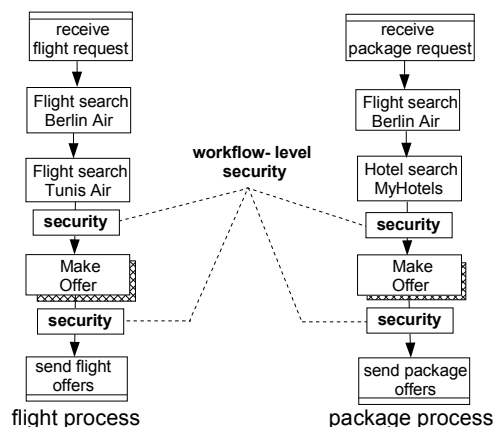 receive
flight request
Flight search
Berlin Air
Flight search
Tunis Air
security
Make
Offer
security
send flight
offers
flight process
workflow- level
security
receive
package request
Flight search
Berlin Air
Hotel search
MyHotels
security
Make
Offer
security
send package
offers
package process